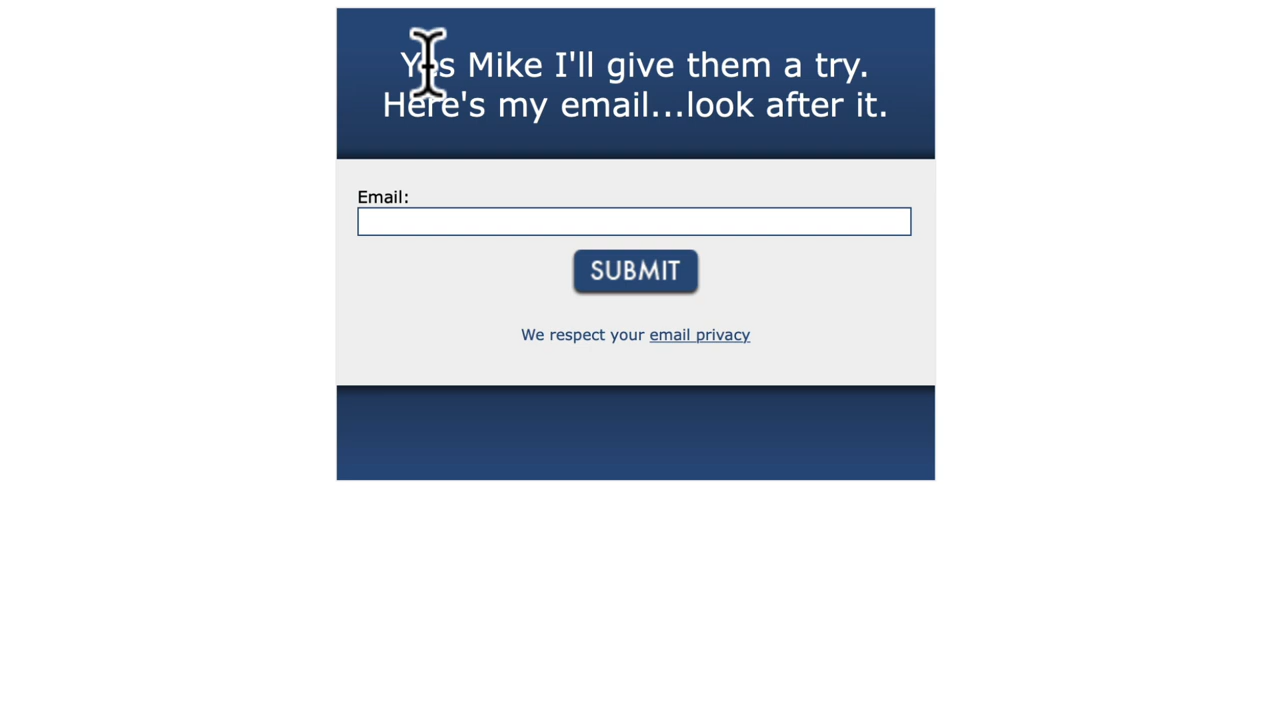 Yes Mike I'll give them a try.
Here's my email...look after it.
Email:
SUBMIT
We respect your email privacy